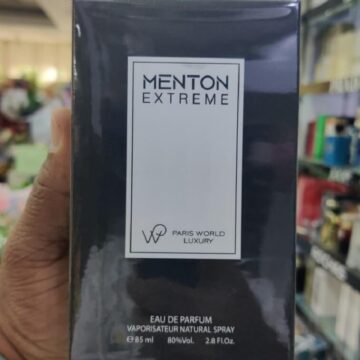 MENTON
EXTREME
PARIS WORLD
LUXURY
EAU DE PARFUM
VAPORISATEUR NATURAL SPRAY
℮ 85 ml 80%Vol. 2.8 Fl.Oz.